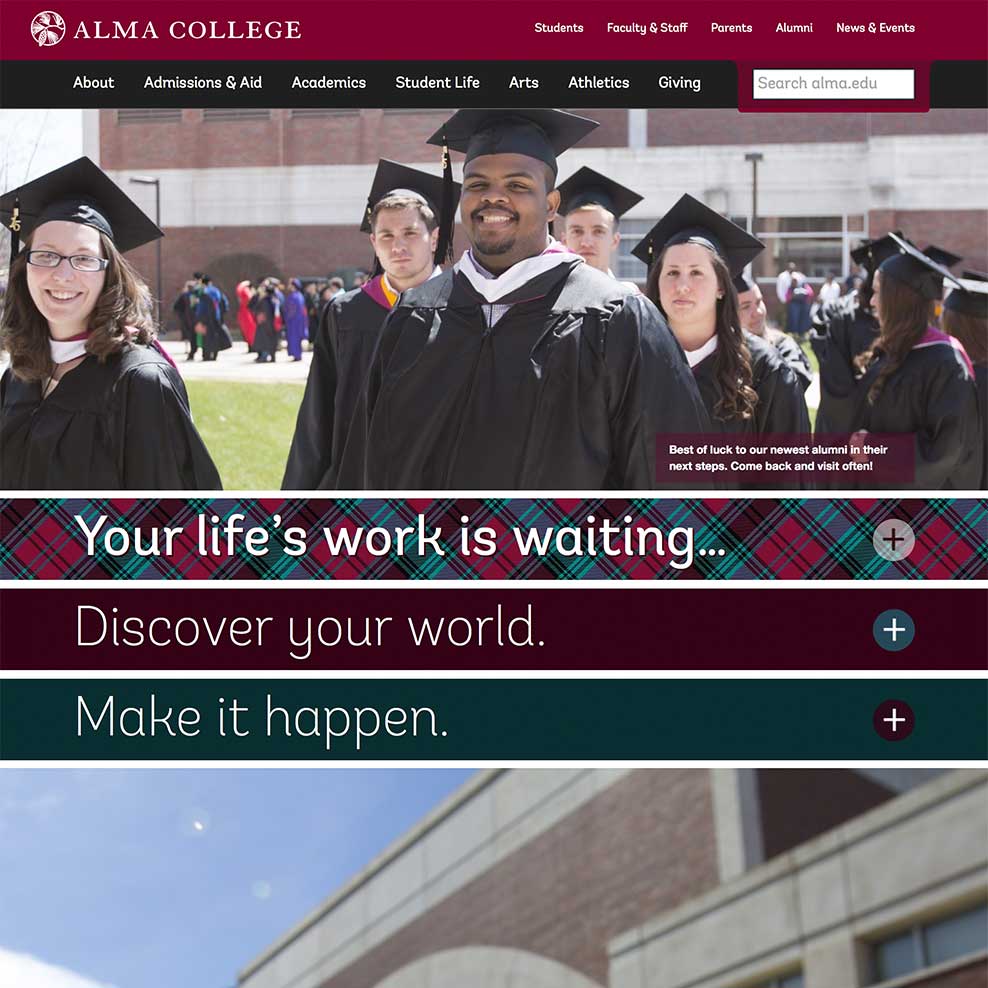 ALMA COLLEGE
Students Faculty & Staff Parents Alumni News & Events
About Admissions & Aid Academics Student Life Arts Athletics Giving Search alma.edu
Best of luck to our newest alumni in their
next steps. Come back and visit often!
Your life's work is waiting...
Discover your world.
Make it happen.